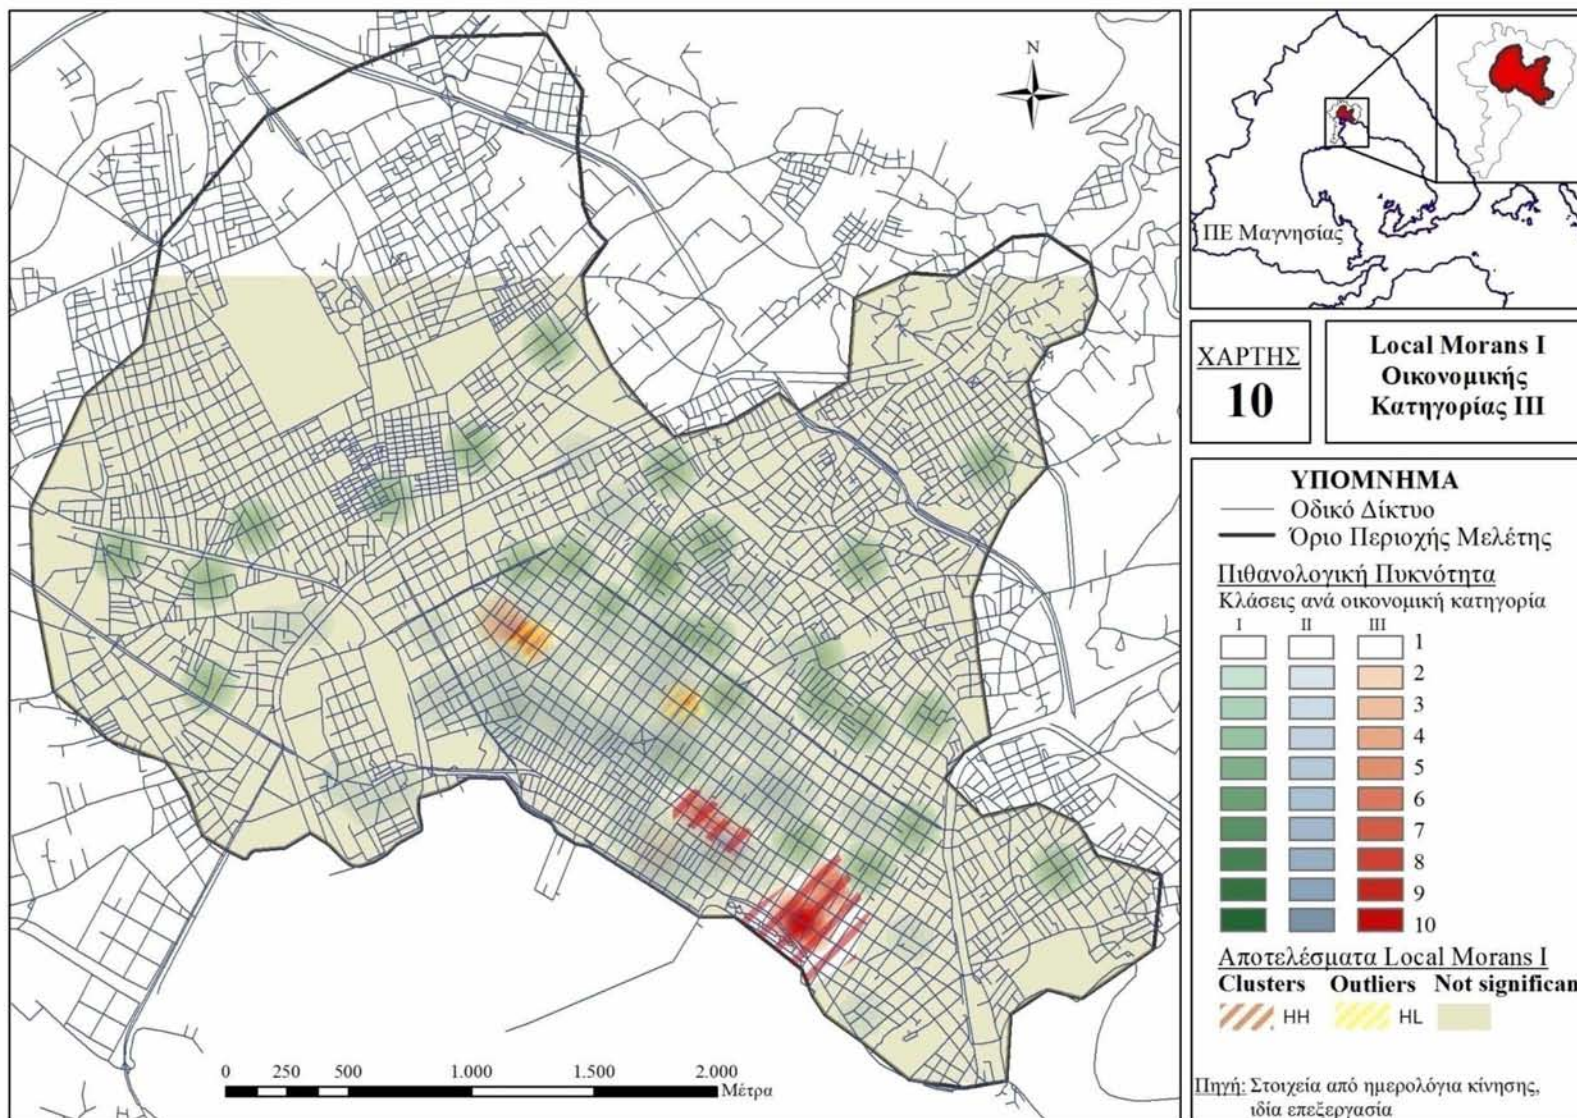 N
ΠΕ Μαγνησίας
ΧΑΡΤΗΣ
10
Local Morans I
Οικονομικής
Κατηγορίας III
ΥΠΟΜΝΗΜΑ
Οδικό Δίκτυο
Όριο Περιοχής Μελέτης
Πιθανολογική Πυκνότητα
Κλάσεις ανά οικονομική κατηγορία
I II III
1
2
3
4
5
6
7
8
9
10
Αποτελέσματα Local Morans I
Clusters Outliers Not significan
HH HL
Πηγή: Στοιχεία από ημερολόγια κίνησης,
ιδία επεξεργασία
0 250 500 1.000 1.500 2.000
Μέτρα